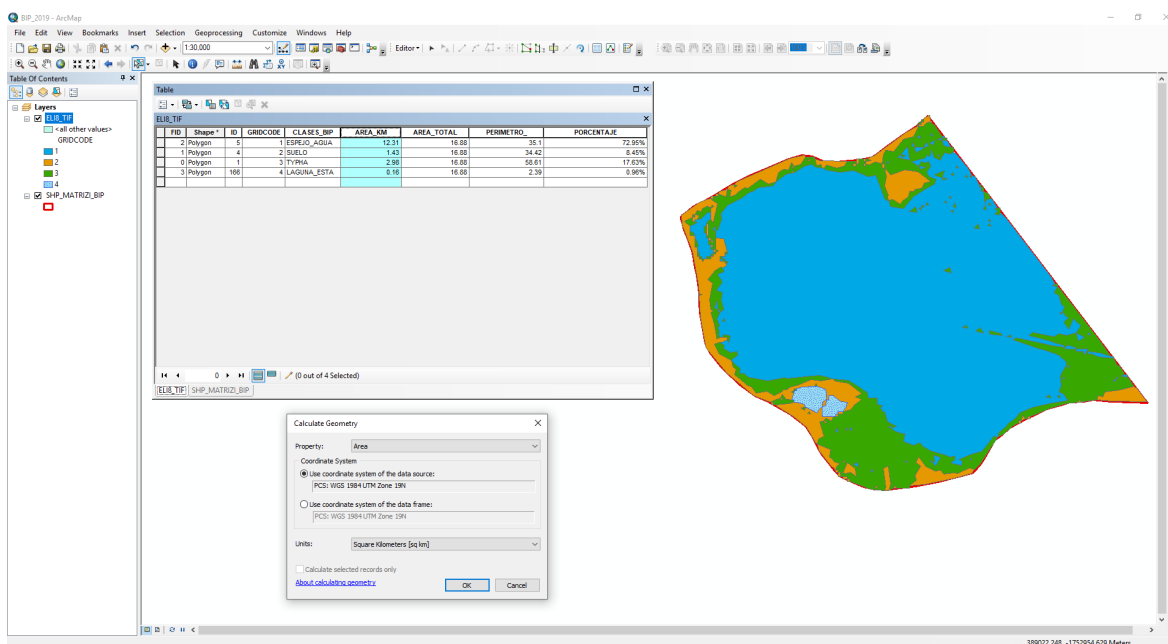 BIP_2019 - ArcMap
File Edit View Bookmarks Insert Selection Geoprocessing Customize Windows Help
1:30,000
Editor
Table Of Contents
Layers
ELI8_TIF
<all other values>
GRIDCODE
1
2
3
4
SHP_MATRIZI_BIP
Table
ELI8_TIF
FID Shape * ID GRIDCODE CLASES_BIP AREA_KM AREA_TOTAL PERIMETRO_ PORCENTAJE
2 Polygon 5 1 ESPEJO_AGUA 12.31 16.88 35.1 72.95%
1 Polygon 4 2 SUELO 1.43 16.88 34.42 8.45%
0 Polygon 1 3 TYPHA 2.98 16.88 58.61 17.63%
3 Polygon 166 4 LAGUNA_ESTA 0.16 16.88 2.39 0.96%
0 (0 out of 4 Selected)
ELI8_TIF SHP_MATRIZI_BIP
Calculate Geometry
Property: Area
Coordinate System
Use coordinate system of the data source:
PCS: WGS 1984 UTM Zone 19N
Use coordinate system of the data frame:
PCS: WGS 1984 UTM Zone 19N
Units: Square Kilometers [sq km]
Calculate selected records only
About calculating geometry OK Cancel
389022.248 -1752954.629 Meters